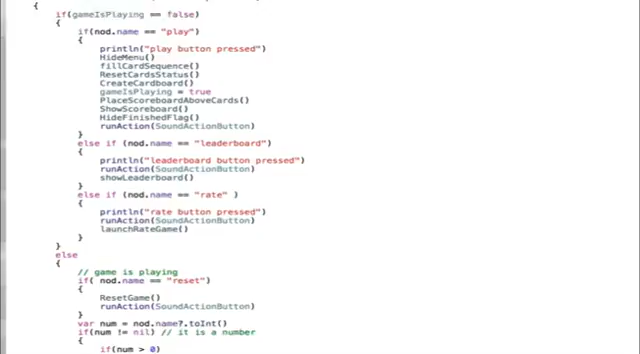 {
if(gameIsPlaying == false)
{
if(nod.name == "play")
{
println("play button pressed")
HideMenu()
fillCardSequence()
ResetCardsStatus()
CreateCardboard()
gameIsPlaying = true
PlaceScoreboardAboveCards()
ShowScoreboard()
HideFinishedFlag()
runAction(SoundActionButton)
}
else if (nod.name == "leaderboard")
{
println("leaderboard button pressed")
runAction(SoundActionButton)
showLeaderboard()
}
else if (nod.name == "rate" )
{
println("rate button pressed")
runAction(SoundActionButton)
launchRateGame()
}
}
else
{
// game is playing
if( nod.name == "reset")
{
ResetGame()
runAction(SoundActionButton)
}
var num = nod.name?.toInt()
if(num != nil) // it is a number
{
if(num > 0)